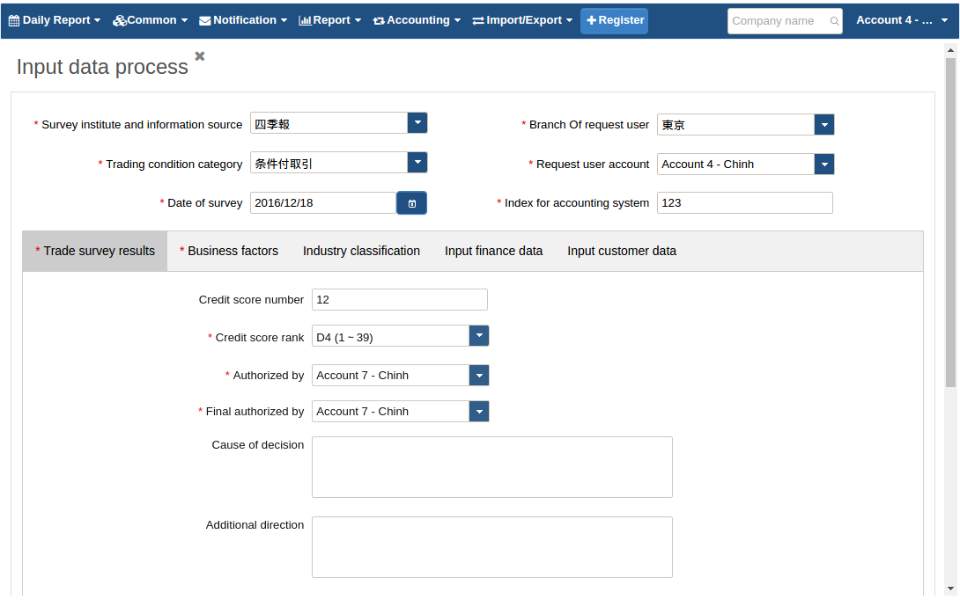 Daily Report Common Notification Report Accounting Import/Export Register Company name Account 4 - ...
Input data process
* Survey institute and information source 四季報 * Branch Of request user 東京
* Trading condition category 条件付取引 * Request user account Account 4 - Chinh
* Date of survey 2016/12/18 * Index for accounting system 123
* Trade survey results * Business factors Industry classification Input finance data Input customer data
Credit score number 12
* Credit score rank D4 (1 ~ 39)
* Authorized by Account 7 - Chinh
* Final authorized by Account 7 - Chinh
Cause of decision
Additional direction